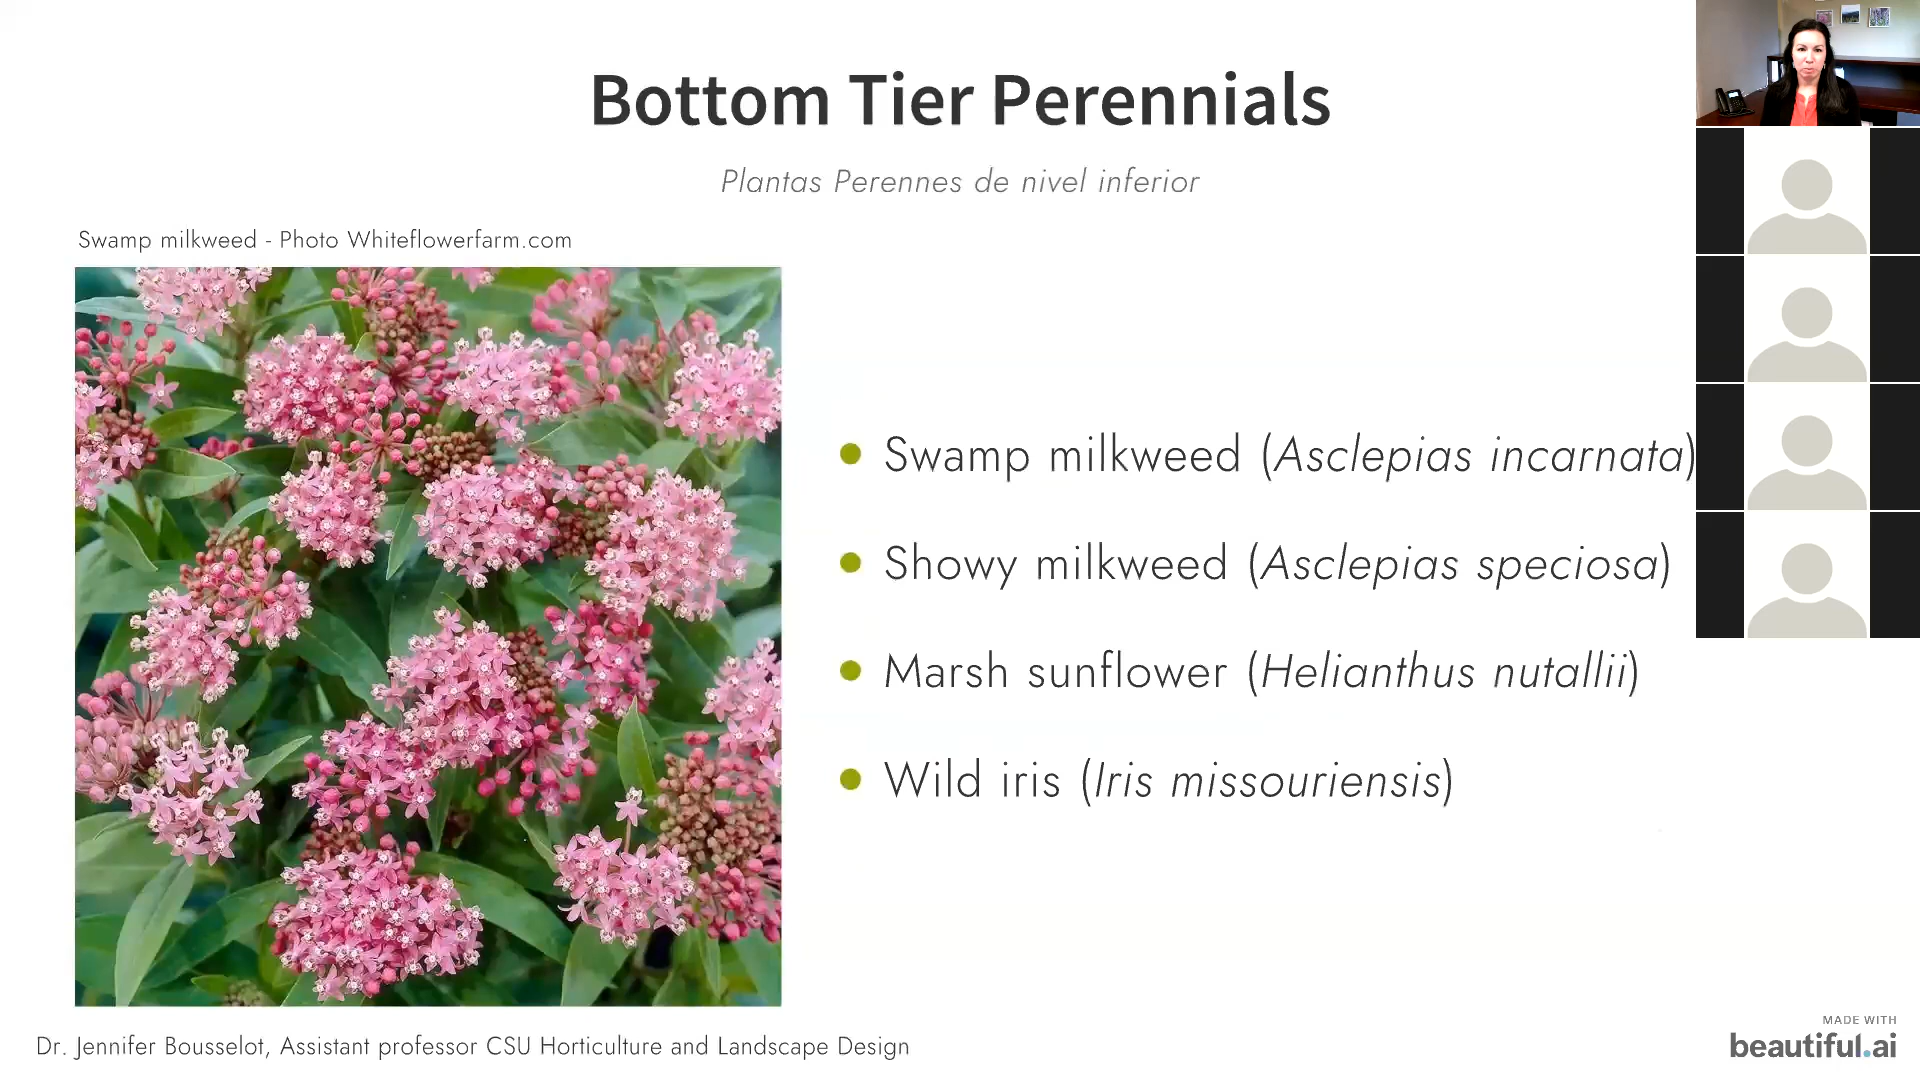 Bottom Tier Perennials
Plantas Perennes de nivel inferior
Swamp milkweed - Photo Whiteflowerfarm.com
Swamp milkweed (Asclepias incarnata)
Showy milkweed (Asclepias speciosa)
Marsh sunflower (Helianthus nutallii)
Wild iris (Iris missouriensis)
Dr. Jennifer Bousselot, Assistant professor CSU Horticulture and Landscape Design
MADE WITH
beautiful.ai